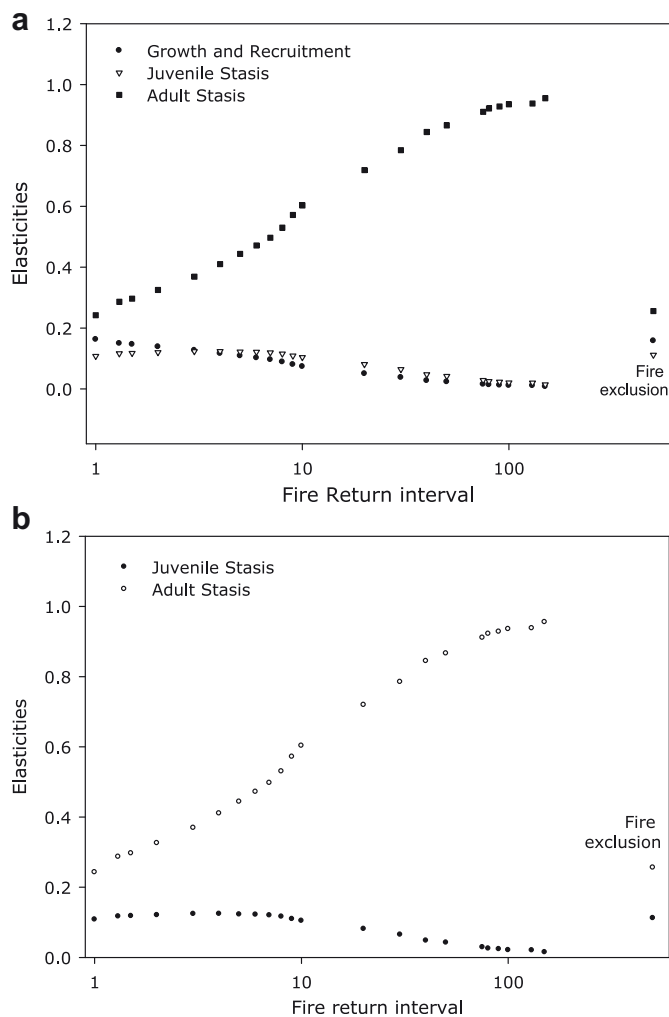 a
1.2
Growth and Recruitment
Juvenile Stasis
Adult Stasis
1.0
0.8
0.6
0.4
0.2
0.0
Elasticities
Fire
exclusion
1
10
100
Fire Return interval
b
1.2
Juvenile Stasis
Adult Stasis
1.0
0.8
0.6
0.4
0.2
0.0
Elasticities
Fire
exclusion
1
10
100
Fire return interval